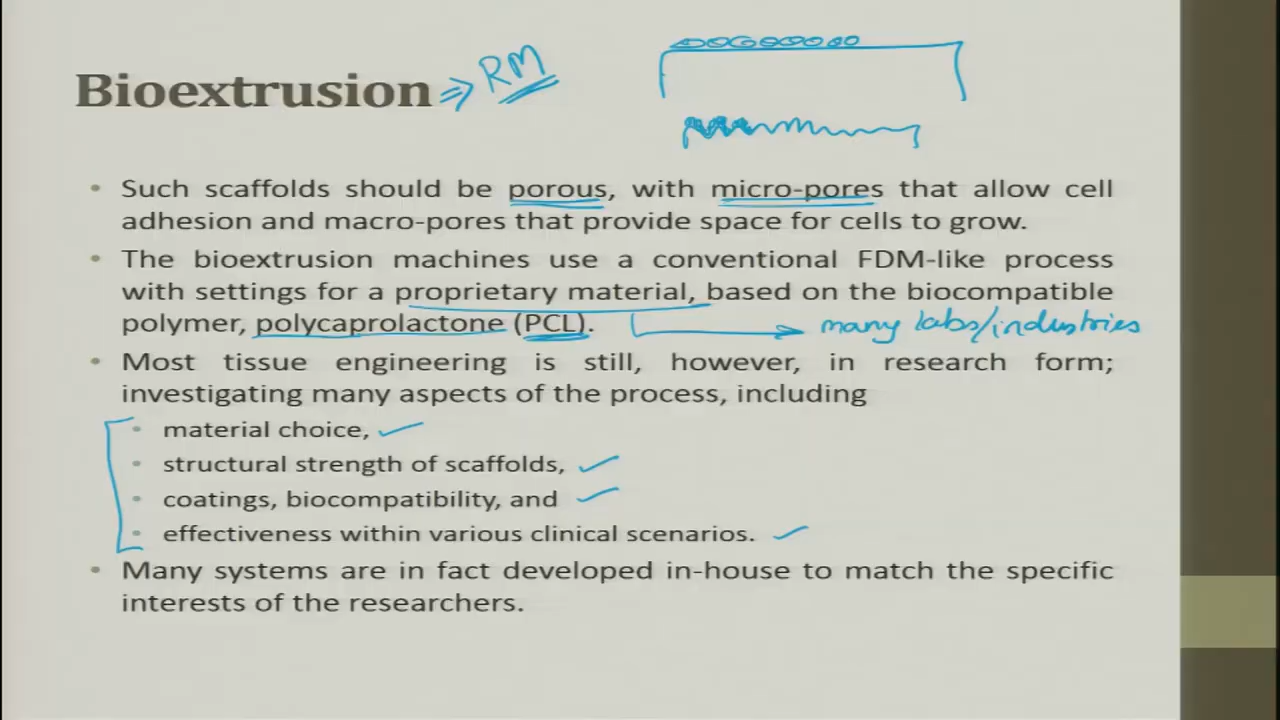 Bioextrusion ⇒ RM
• Such scaffolds should be porous, with micro-pores that allow cell
adhesion and macro-pores that provide space for cells to grow.
• The bioextrusion machines use a conventional FDM-like process
with settings for a proprietary material, based on the biocompatible
polymer, polycaprolactone (PCL).
many labs/industries
• Most tissue engineering is still, however, in research form;
investigating many aspects of the process, including
• material choice,
• structural strength of scaffolds,
• coatings, biocompatibility, and
• effectiveness within various clinical scenarios.
• Many systems are in fact developed in-house to match the specific
interests of the researchers.